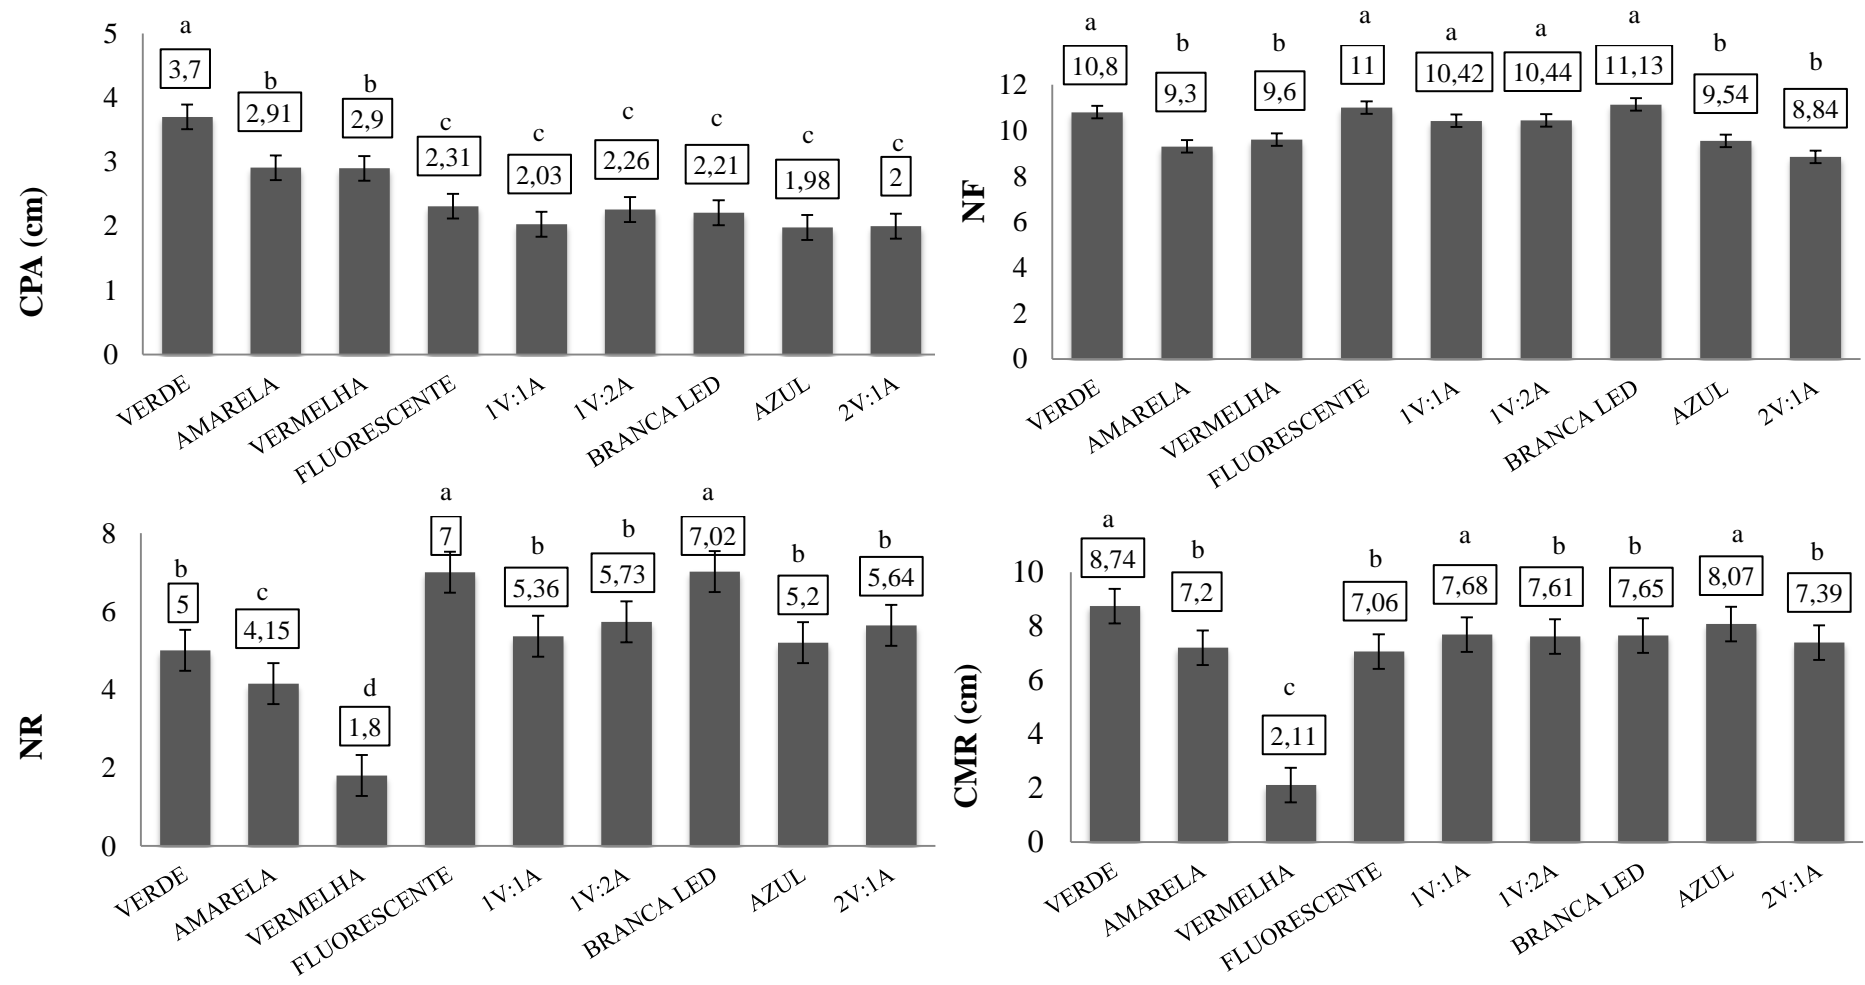 CPA (cm)
5
4
3
2
1
0
a
b
b
c
c
c
c
c
c
3,7
2,91
2,9
2,31
2,03
2,26
2,21
1,98
2
VERDE
AMARELA
VERMELHA
FLUORESCENTE
1V:1A
1V:2A
BRANCA LED
AZUL
2V:1A
NF
12
10
8
6
4
2
0
a
b
b
a
a
a
a
b
b
10,8
9,3
9,6
11
10,42
10,44
11,13
9,54
8,84
VERDE
AMARELA
VERMELHA
FLUORESCENTE
1V:1A
1V:2A
BRANCA LED
AZUL
2V:1A
NR
8
6
4
2
0
b
c
d
a
b
b
a
b
b
5
4,15
1,8
7
5,36
5,73
7,02
5,2
5,64
VERDE
AMARELA
VERMELHA
FLUORESCENTE
1V:1A
1V:2A
BRANCA LED
AZUL
2V:1A
CMR (cm)
10
8
6
4
2
0
a
b
c
b
a
b
b
a
b
8,74
7,2
2,11
7,06
7,68
7,61
7,65
8,07
7,39
VERDE
AMARELA
VERMELHA
FLUORESCENTE
1V:1A
1V:2A
BRANCA LED
AZUL
2V:1A